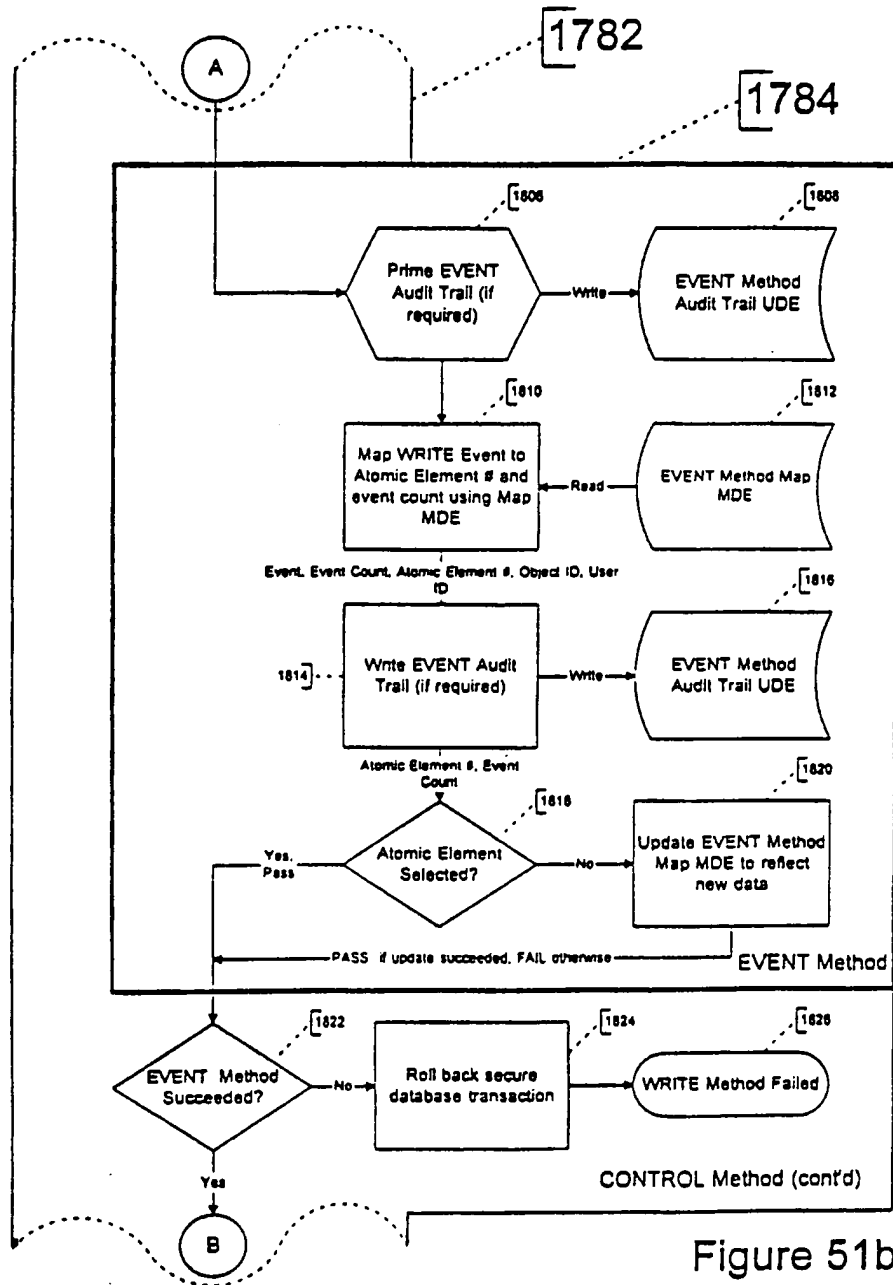 1782
A
1784
1806
1808
Prime EVENT
Audit Trail (if
required)
Write
EVENT Method
Audit Trail UDE
1810
1812
Map WRITE Event to
Atomic Element # and
event count using Map
MDE
Read
EVENT Method Map
MDE
Event, Event Count, Atomic Element #, Object ID, User
ID
1816
1814
Write EVENT Audit
Trail (if required)
Write
EVENT Method
Audit Trail UDE
Atomic Element #, Event
Count
1818
1820
Yes,
Pass
Atomic Element
Selected?
No
Update EVENT Method
Map MDE to reflect
new data
PASS if update succeeded, FAIL otherwise
EVENT Method
1822
1824
1826
EVENT Method
Succeeded?
No
Roll back secure
database transaction
WRITE Method Failed
Yes
CONTROL Method (cont'd)
B
Figure 51b